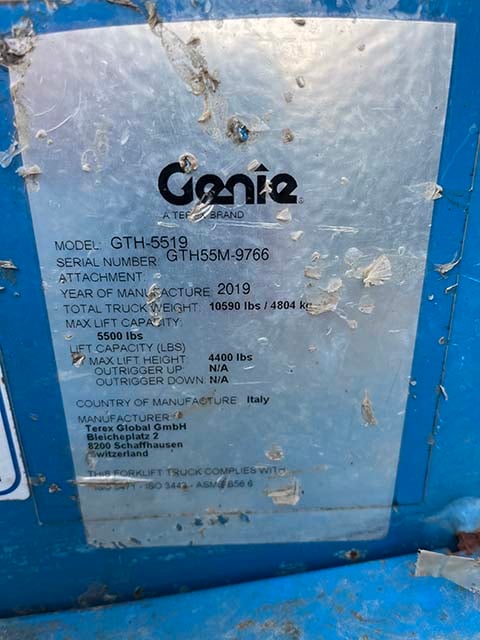 Genie
A TEREX BRAND
MODEL: GTH-5519
SERIAL NUMBER: GTH55M-9766
ATTACHMENT:
YEAR OF MANUFACTURE: 2019
TOTAL TRUCK WEIGHT: 10590 lbs / 4804 kg
MAX LIFT CAPACITY:
5500 lbs
LIFT CAPACITY (LBS)
MAX LIFT HEIGHT: 4400 lbs
OUTRIGGER UP: N/A
OUTRIGGER DOWN: N/A
COUNTRY OF MANUFACTURE: Italy
MANUFACTURER:
Terex Global GmbH
Bleicheplatz 2
8200 Schaffhausen
Switzerland
THIS FORKLIFT TRUCK COMPLIES WITH
ISO 3471 - ISO 3449 - ASME B56.6